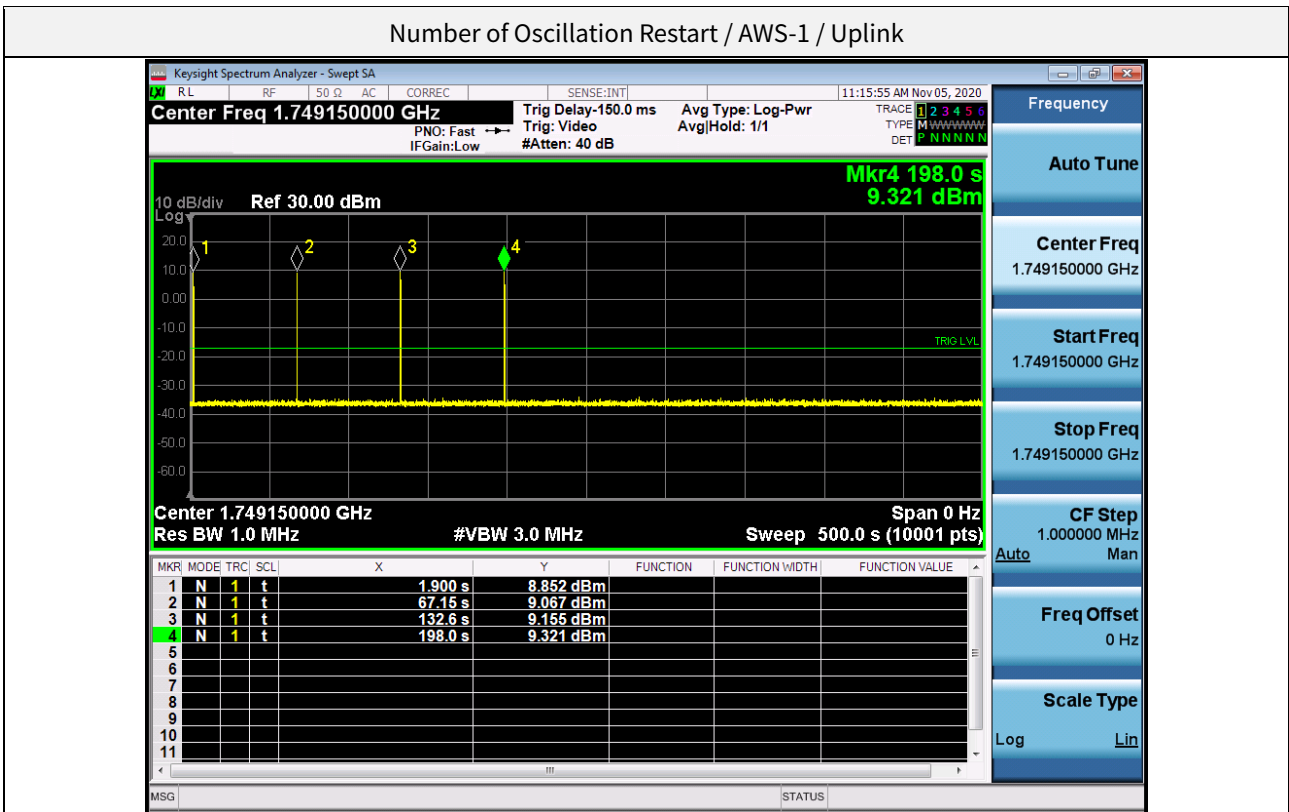 Number of Oscillation Restart / AWS-1 / Uplink
Keysight Spectrum Analyzer - Swept SA
LXI RL RF 50 Ω AC CORREC SENSE:INT 11:15:55 AM Nov 05, 2020
Center Freq 1.749150000 GHz
PNO: Fast
IFGain:Low
Trig Delay-150.0 ms
Trig: Video
#Atten: 40 dB
Avg Type: Log-Pwr
Avg|Hold: 1/1
TRACE 1 2 3 4 5 6
TYPE M WWWWW
DET P N N N N N
Mkr4 198.0 s
9.321 dBm
10 dB/div Ref 30.00 dBm
Log
20.0
10.0
0.00
-10.0
-20.0
-30.0
-40.0
-50.0
-60.0
1 2 3 4
TRIG LVL
Center 1.749150000 GHz Span 0 Hz
Res BW 1.0 MHz #VBW 3.0 MHz Sweep 500.0 s (10001 pts)
MKR MODE TRC SCL X Y FUNCTION FUNCTION WIDTH FUNCTION VALUE
1 N 1 t 1.900 s 8.852 dBm
2 N 1 t 67.15 s 9.067 dBm
3 N 1 t 132.6 s 9.155 dBm
4 N 1 t 198.0 s 9.321 dBm
5
6
7
8
9
10
11
MSG STATUS
Frequency
Auto Tune
Center Freq
1.749150000 GHz
Start Freq
1.749150000 GHz
Stop Freq
1.749150000 GHz
CF Step
1.000000 MHz
Auto Man
Freq Offset
0 Hz
Scale Type
Log Lin